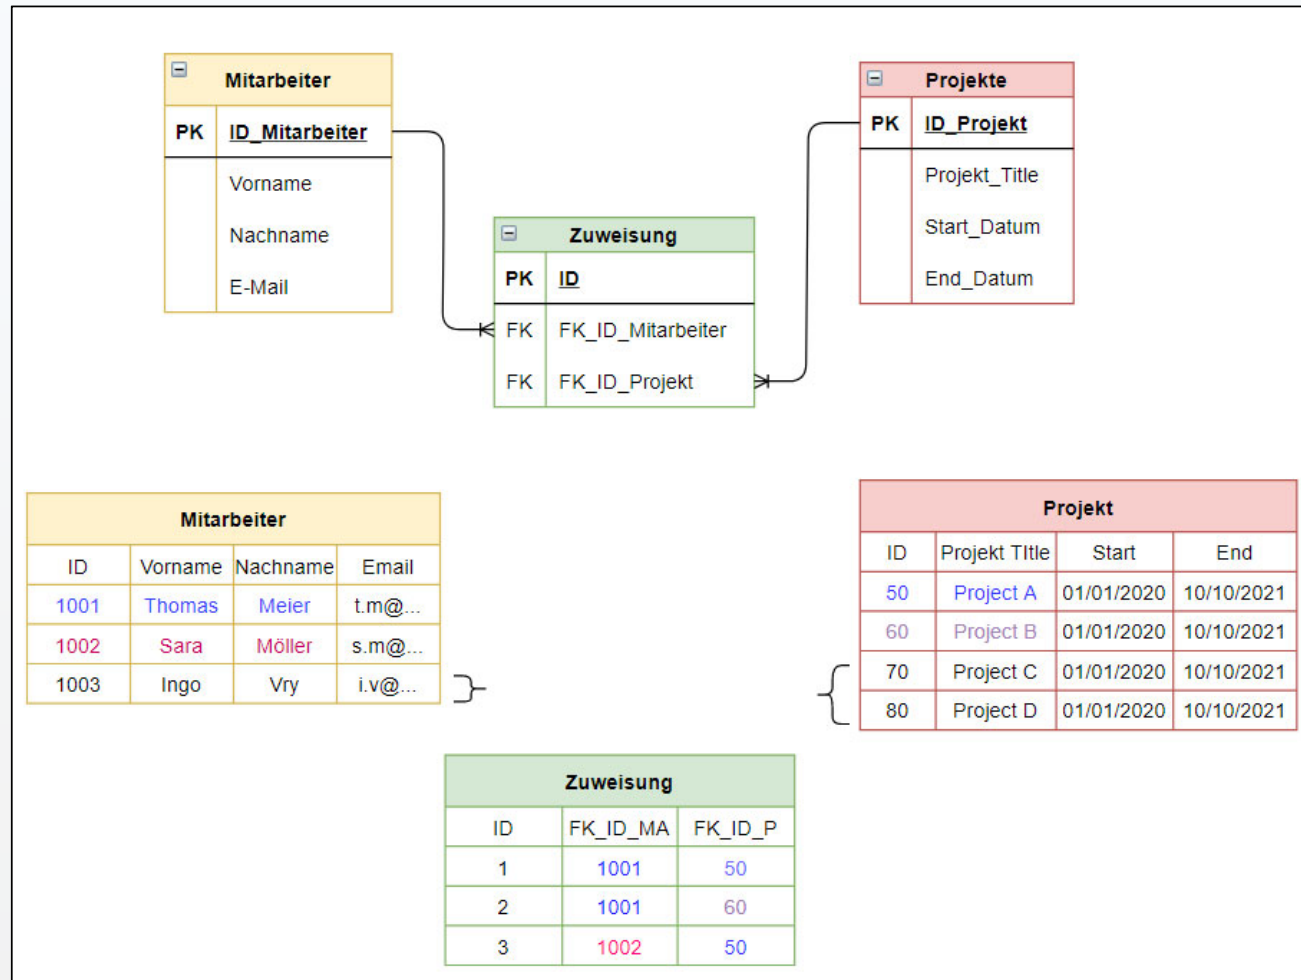 Mitarbeiter
PK ID_Mitarbeiter
Vorname
Nachname
E-Mail
Projekte
PK ID_Projekt
Projekt_Title
Start_Datum
End_Datum
Zuweisung
PK ID
FK FK_ID_Mitarbeiter
FK FK_ID_Projekt
Mitarbeiter
ID Vorname Nachname Email
1001 Thomas Meier t.m@...
1002 Sara Möller s.m@...
1003 Ingo Vry i.v@...
Projekt
ID Projekt TItle Start End
50 Project A 01/01/2020 10/10/2021
60 Project B 01/01/2020 10/10/2021
70 Project C 01/01/2020 10/10/2021
80 Project D 01/01/2020 10/10/2021
Zuweisung
ID FK_ID_MA FK_ID_P
1 1001 50
2 1001 60
3 1002 50